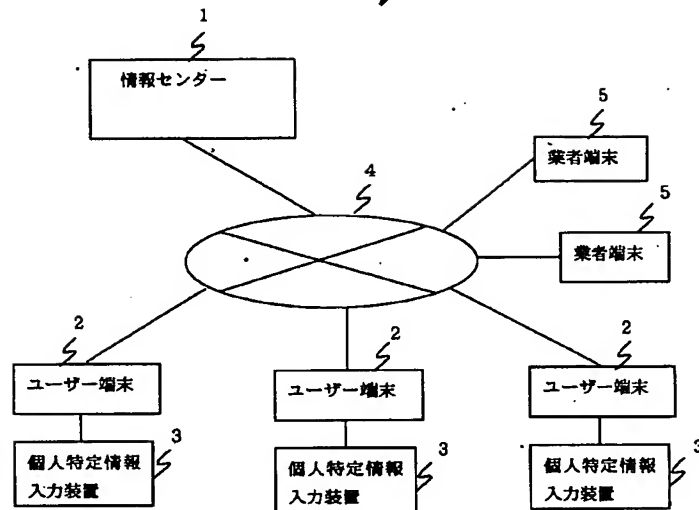 1
情報センター
5
業者端末
4
5
業者端末
2
ユーザー端末
2
ユーザー端末
2
ユーザー端末
3
個人特定情報
入力装置
3
個人特定情報
入力装置
3
個人特定情報
入力装置